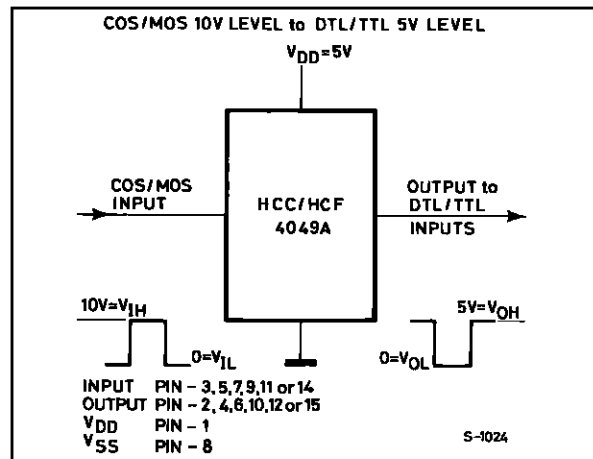 COS/MOS 10V LEVEL to DTL/TTL 5V LEVEL
VDD=5V
COS/MOS
INPUT
HCC/HCF
4049A
OUTPUT to
DTL/TTL
INPUTS
10V=VIH
0=VIL
5V=VOH
0=VOL
INPUT PIN - 3,5,7,9,11 or 14
OUTPUT PIN - 2,4,6,10,12 or 15
VDD PIN - 1
VSS PIN - 8
S-1024